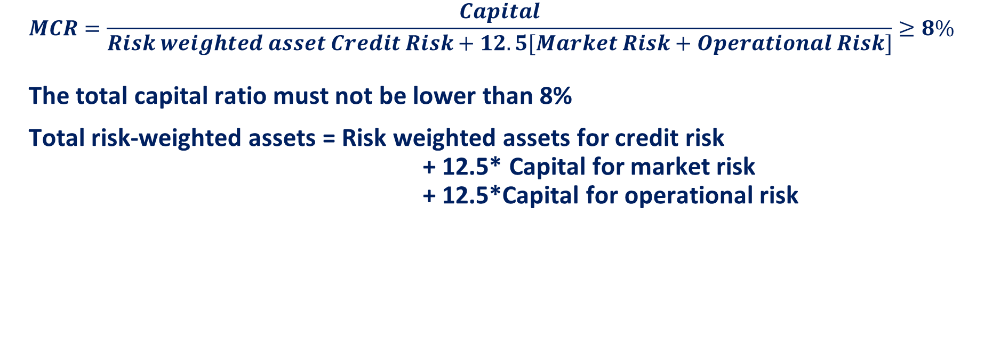 MCR = Capital / Risk weighted asset Credit Risk + 12.5[Market Risk + Operational Risk] ≥ 8%
The total capital ratio must not be lower than 8%
Total risk-weighted assets = Risk weighted assets for credit risk
+ 12.5* Capital for market risk
+ 12.5*Capital for operational risk